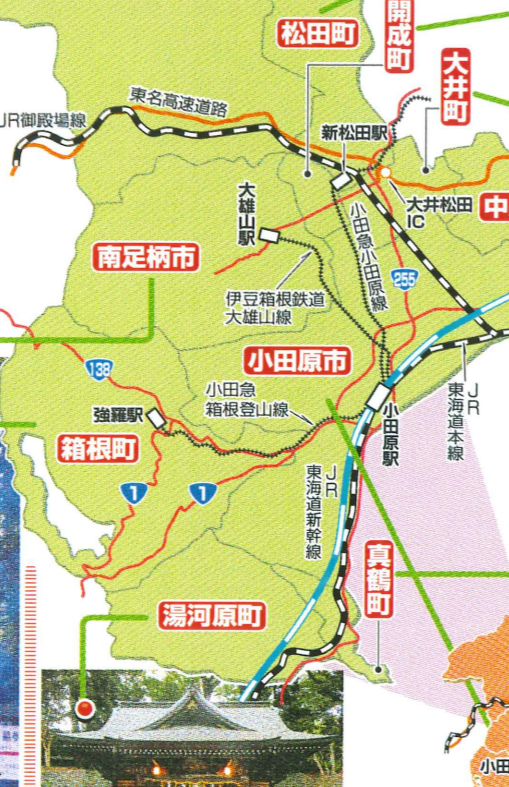 開成町
松田町
大井町
東名高速道路
JR御殿場線
新松田駅
大雄山駅
大井松田
IC
中
小田急小田原線
南足柄市
255
伊豆箱根鉄道
大雄山線
小田原市
138
小田急
箱根登山線
JR
東海道本線
強羅駅
小田原駅
箱根町
1
1
JR
東海道新幹線
真鶴町
湯河原町
小田